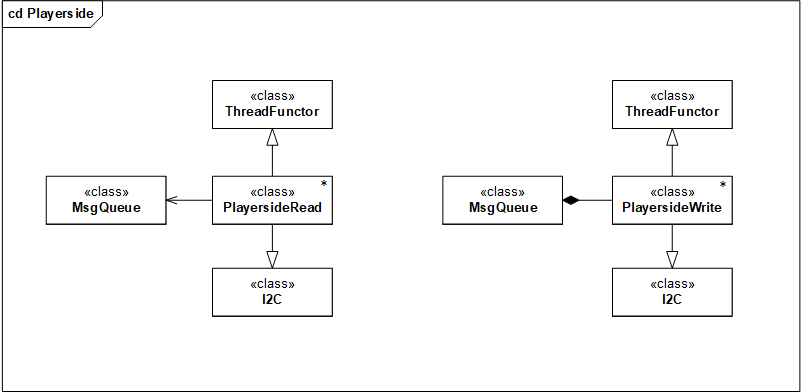 cd Playerside
«class»
ThreadFunctor
«class»
ThreadFunctor
«class»
MsgQueue
«class» *
PlayersideRead
«class»
MsgQueue
«class» *
PlayersideWrite
«class»
I2C
«class»
I2C